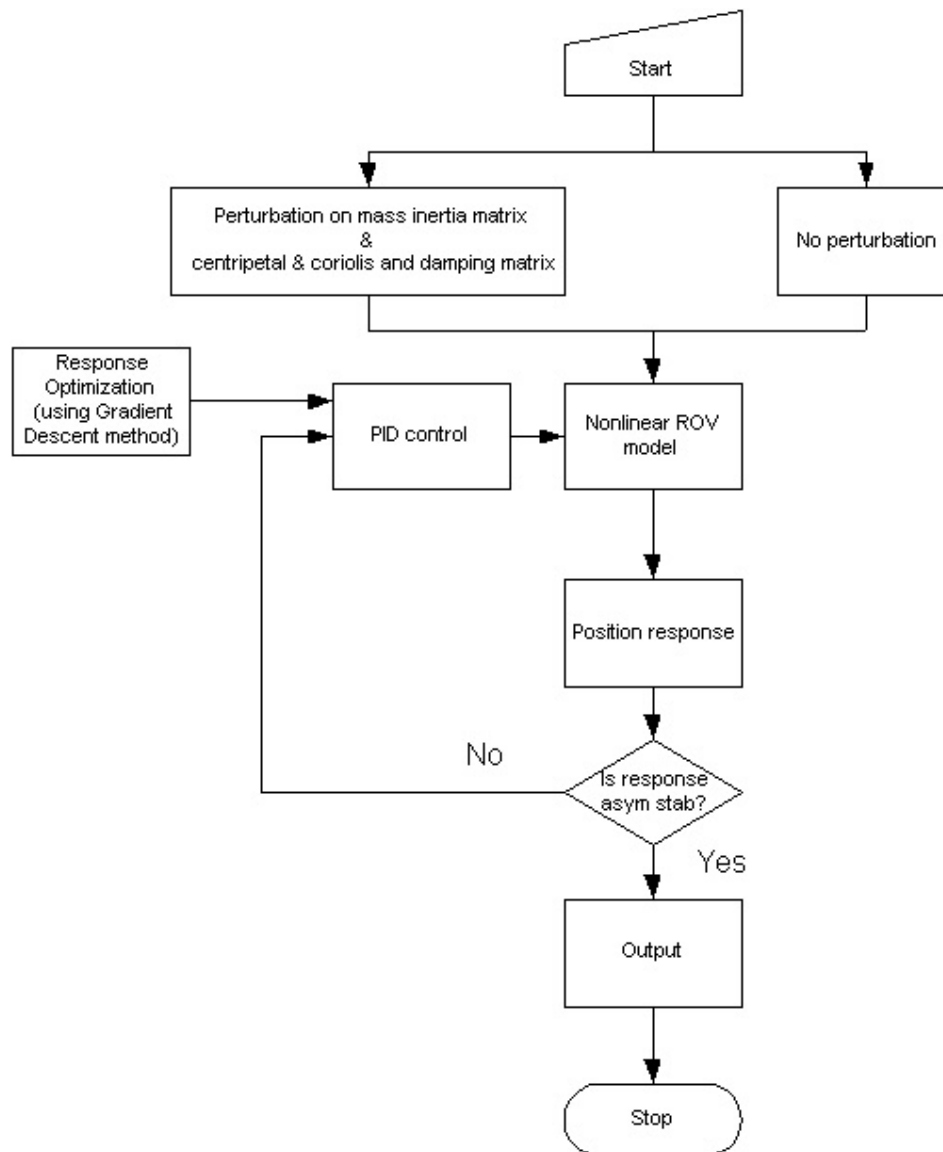 Start
Perturbation on mass inertia matrix
&
centripetal & coriolis and damping matrix
No perturbation
Response
Optimization
(using Gradient
Descent method)
PID control
Nonlinear ROV
model
Position response
No
Is response
asym stab?
Yes
Output
Stop